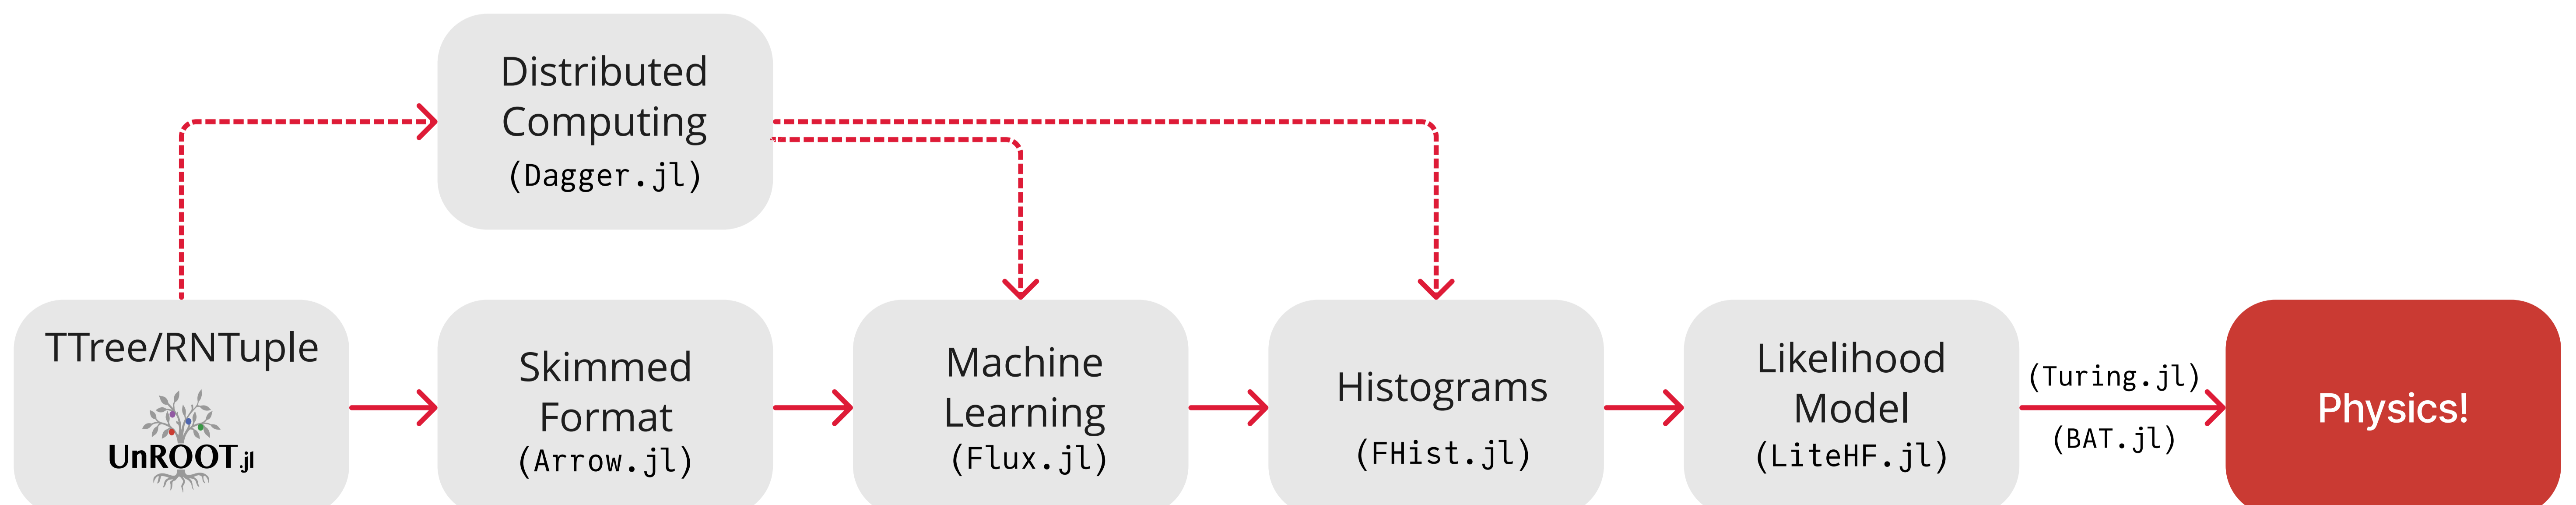 Distributed
Computing
(Dagger.jl)
TTree/RNTuple
UnROOT.jl
Skimmed
Format
(Arrow.jl)
Machine
Learning
(Flux.jl)
Histograms
(FHist.jl)
Likelihood
Model
(LiteHF.jl)
(Turing.jl)
(BAT.jl)
Physics!